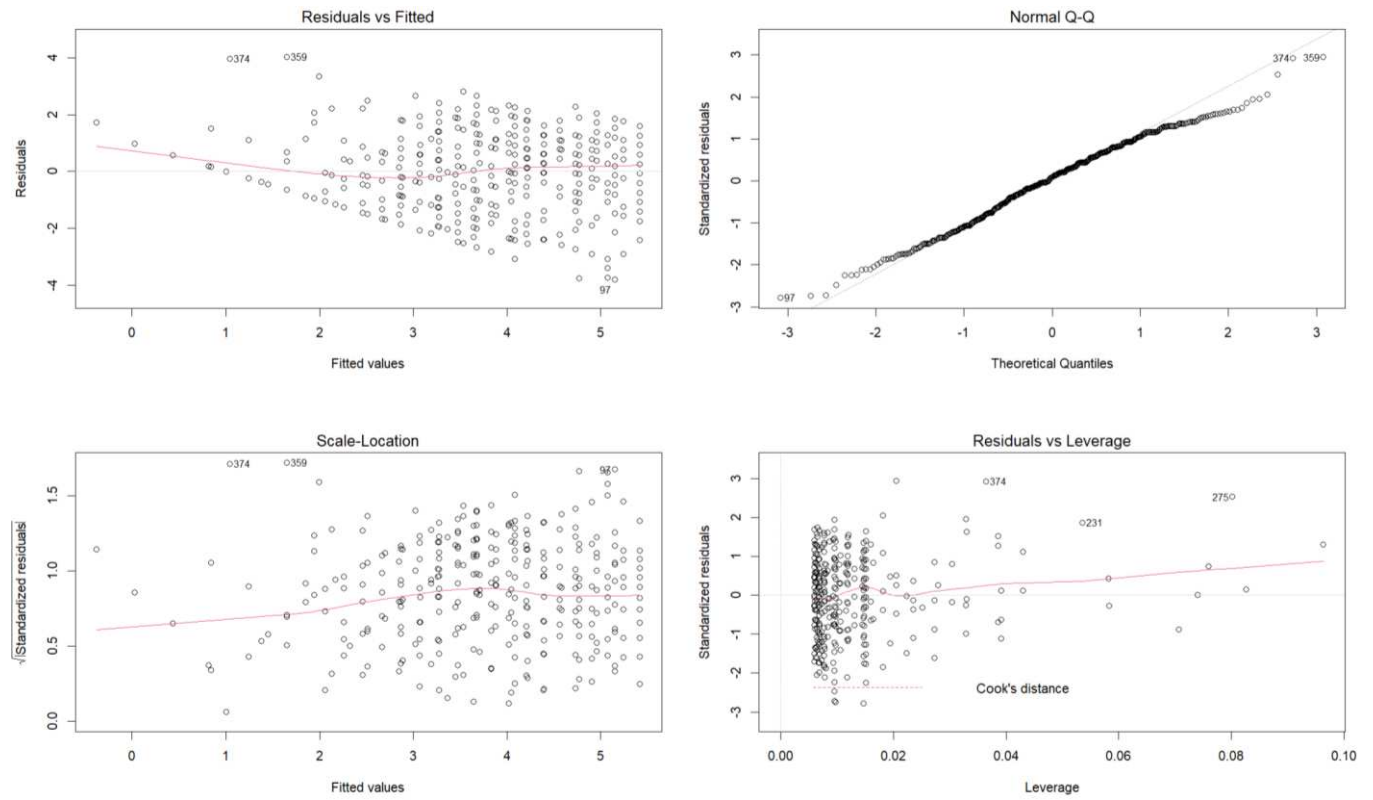 Residuals vs Fitted
Residuals
4
2
0
-2
-4
374
359
97
0 1 2 3 4 5
Fitted values
Normal Q-Q
Standardized residuals
3
2
1
0
-1
-2
-3
374
359
97
-3 -2 -1 0 1 2 3
Theoretical Quantiles
Scale-Location
√|Standardized residuals|
1.5
1.0
0.5
0.0
374
359
97
0 1 2 3 4 5
Fitted values
Residuals vs Leverage
Standardized residuals
3
2
1
0
-1
-2
-3
374
275
231
Cook's distance
0.00 0.02 0.04 0.06 0.08 0.10
Leverage